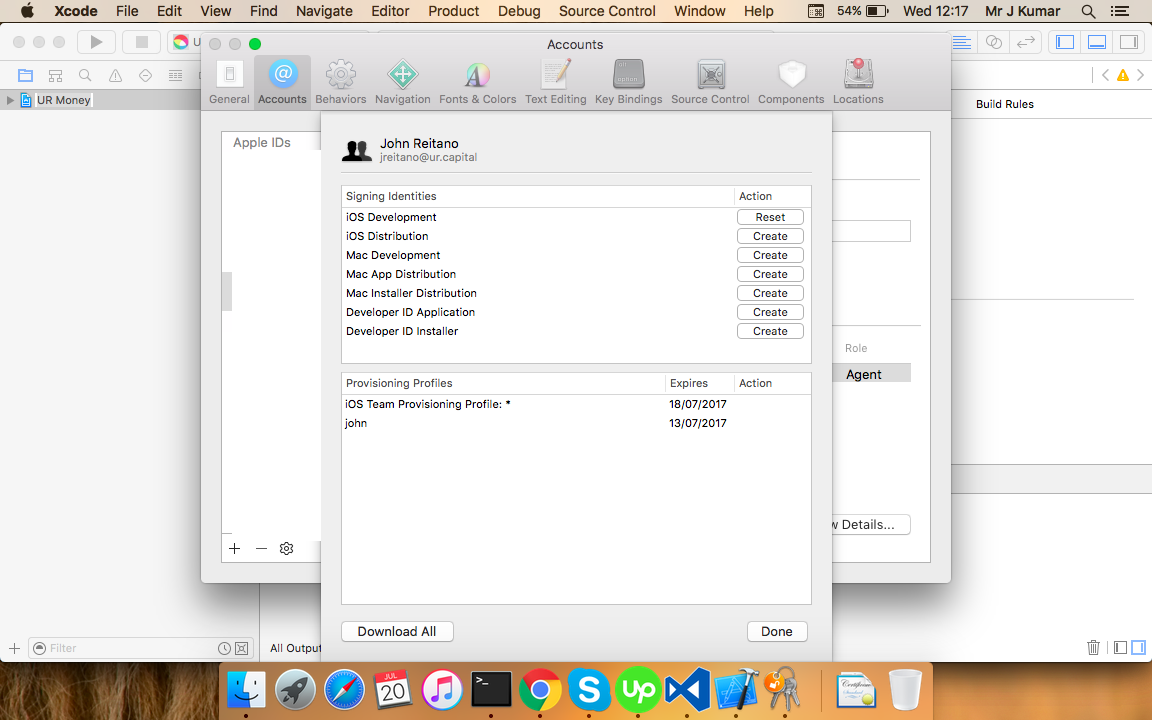 Xcode File Edit View Find Navigate Editor Product Debug Source Control Window Help 54% Wed 12:17 Mr J Kumar
Accounts
General Accounts Behaviors Navigation Fonts & Colors Text Editing Key Bindings Source Control Components Locations
UR Money
Build Rules
Apple IDs
John Reitano
jreitano@ur.capital
Signing Identities Action
iOS Development Reset
iOS Distribution Create
Mac Development Create
Mac App Distribution Create
Mac Installer Distribution Create
Developer ID Application Create
Developer ID Installer Create
Role
Agent
Provisioning Profiles Expires Action
iOS Team Provisioning Profile: * 18/07/2017
john 13/07/2017
w Details...
Download All Done
Filter
All Output
JUL
20
Up